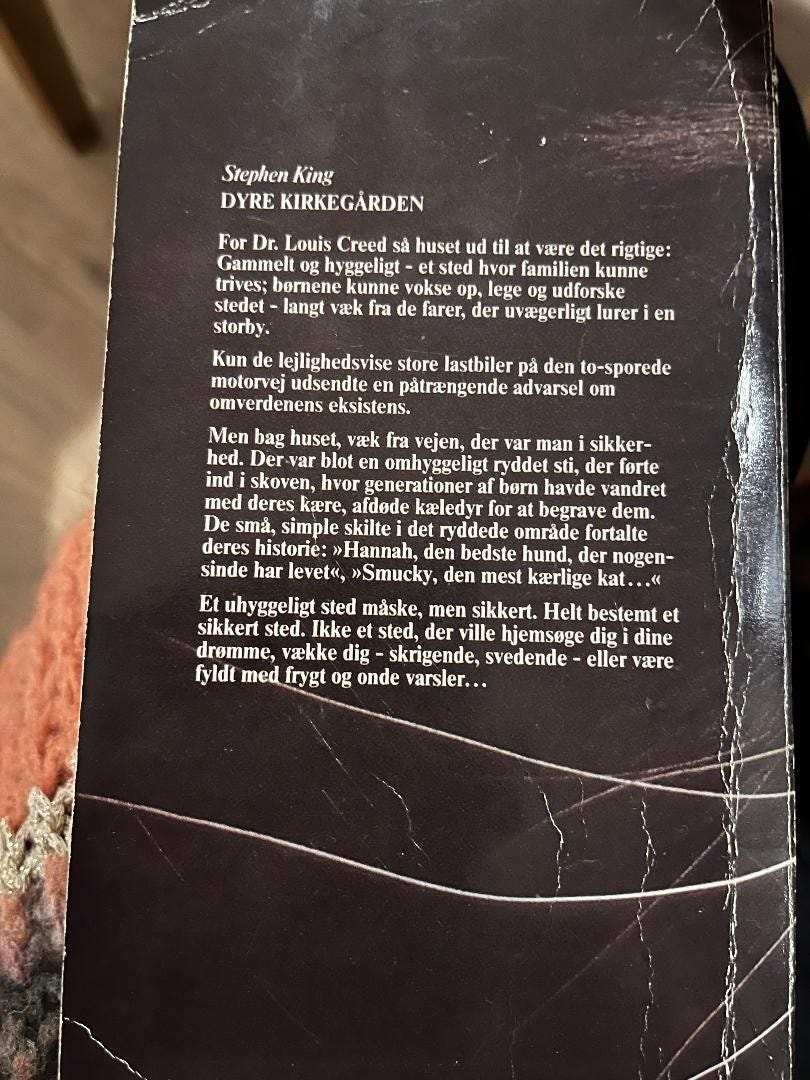 Stephen King
DYRE KIRKEGÅRDEN
For Dr. Louis Creed så huset ud til at være det rigtige:
Gammelt og hyggeligt - et sted hvor familien kunne
trives; børnene kunne vokse op, lege og udforske
stedet - langt væk fra de farer, der uvægerligt lurer i en
storby.
Kun de lejlighedsvise store lastbiler på den to-sporede
motorvej udsendte en påtrængende advarsel om
omverdenens eksistens.
Men bag huset, væk fra vejen, der var man i sikker-
hed. Der var blot en omhyggeligt ryddet sti, der førte
ind i skoven, hvor generationer af børn havde vandret
med deres kære, afdøde kæledyr for at begrave dem.
De små, simple skilte i det ryddede område fortalte
deres historie: »Hannah, den bedste hund, der nogen-
sinde har levet«, »Smucky, den mest kærlige kat...«
Et uhyggeligt sted måske, men sikkert. Helt bestemt et
sikkert sted. Ikke et sted, der ville hjemsøge dig i dine
drømme, vække dig - skrigende, svedende - eller være
fyldt med frygt og onde varsler...